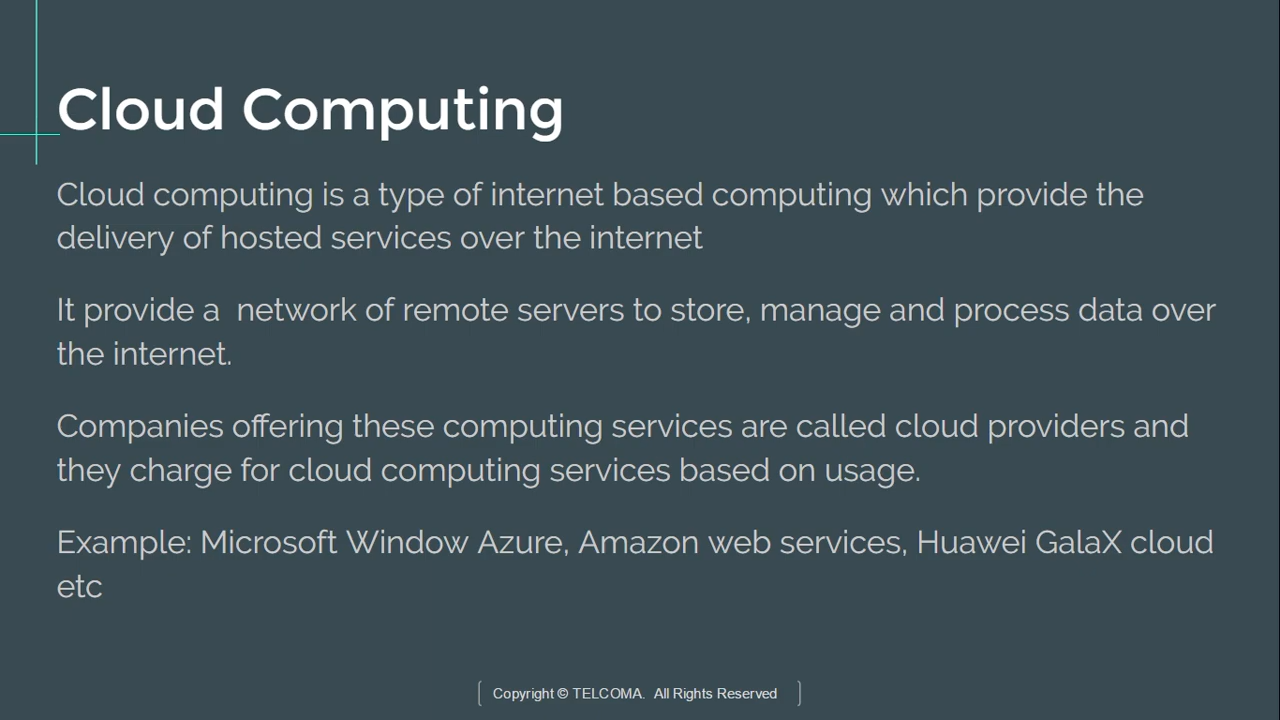 Cloud Computing
Cloud computing is a type of internet based computing which provide the
delivery of hosted services over the internet
It provide a  network of remote servers to store, manage and process data over
the internet.
Companies offering these computing services are called cloud providers and
they charge for cloud computing services based on usage.
Example: Microsoft Window Azure, Amazon web services, Huawei GalaX cloud
etc
Copyright © TELCOMA.  All Rights Reserved